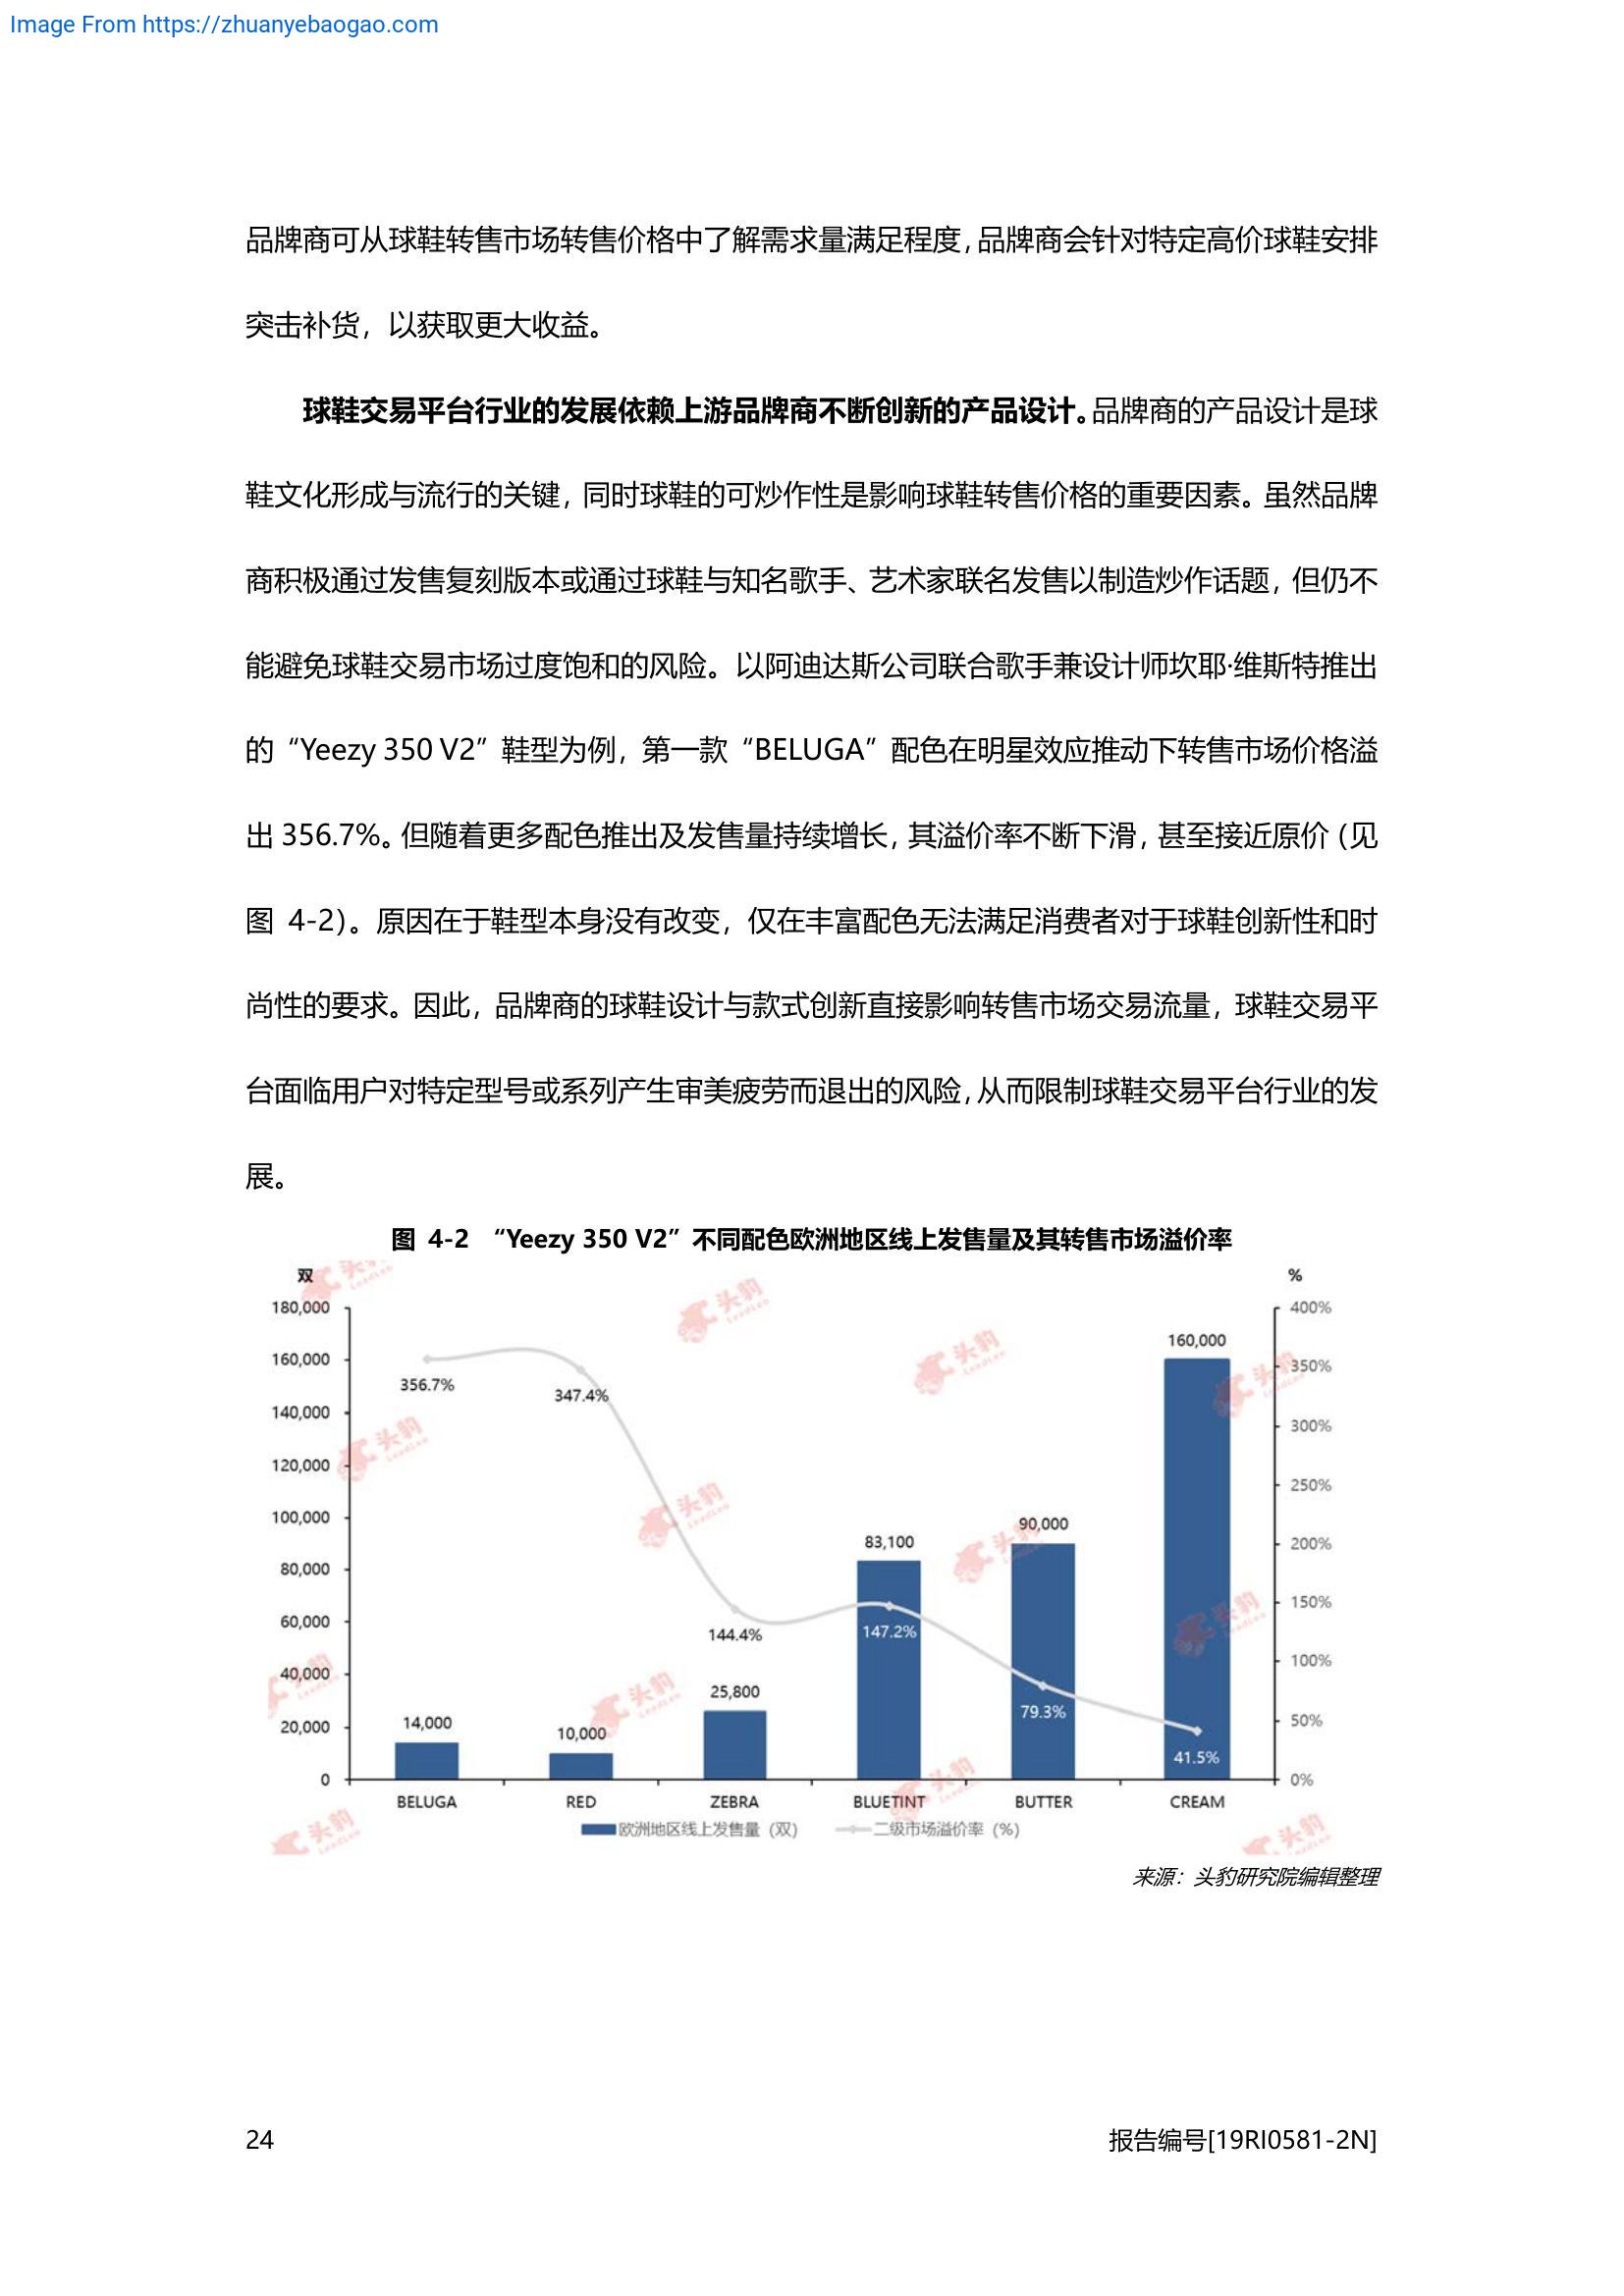 Image From https://zhuanyebaogao.com
品牌商可从球鞋转售市场转售价格中了解需求量满足程度，品牌商会针对特定高价球鞋安排
突击补货，以获取更大收益。
球鞋交易平台行业的发展依赖上游品牌商不断创新的产品设计。品牌商的产品设计是球
鞋文化形成与流行的关键，同时球鞋的可炒作性是影响球鞋转售价格的重要因素。虽然品牌
商积极通过发售复刻版本或通过球鞋与知名歌手、艺术家联名发售以制造炒作话题，但仍不
能避免球鞋交易市场过度饱和的风险。以阿迪达斯公司联合歌手兼设计师坎耶·维斯特推出
的“Yeezy 350 V2”鞋型为例，第一款“BELUGA”配色在明星效应推动下转售市场价格溢
出 356.7%。但随着更多配色推出及发售量持续增长，其溢价率不断下滑，甚至接近原价（见
图 4-2）。原因在于鞋型本身没有改变，仅在丰富配色无法满足消费者对于球鞋创新性和时
尚性的要求。因此，品牌商的球鞋设计与款式创新直接影响转售市场交易流量，球鞋交易平
台面临用户对特定型号或系列产生审美疲劳而退出的风险，从而限制球鞋交易平台行业的发
展。
图 4-2 “Yeezy 350 V2”不同配色欧洲地区线上发售量及其转售市场溢价率
双 %
180,000 400%
160,000 350%
140,000 300%
120,000 250%
100,000 200%
80,000 150%
60,000 100%
40,000 50%
20,000 0%
0
356.7% 347.4% 144.4% 147.2% 79.3% 41.5%
14,000 10,000 25,800 83,100 90,000 160,000
BELUGA RED ZEBRA BLUETINT BUTTER CREAM
欧洲地区线上发售量（双） 二级市场溢价率（%）
头豹
LeadLeo
来源：头豹研究院编辑整理
24 报告编号[19RI0581-2N]